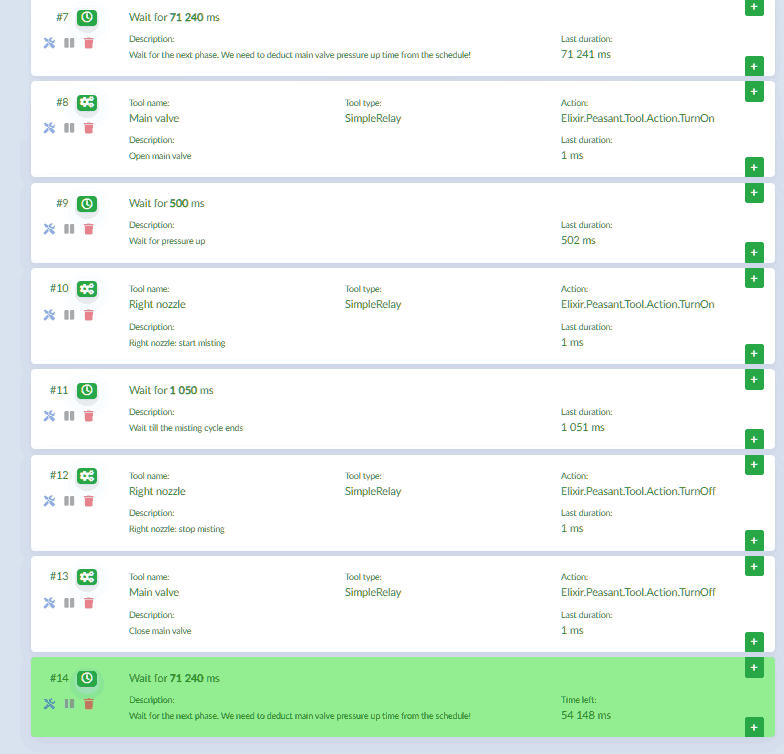 #7 Wait for 71 240 ms
Description: Last duration:
Wait for the next phase. We need to deduct main valve pressure up time from the schedule! 71 241 ms
+
+
#8 Tool name: Tool type: Action:
Main valve SimpleRelay Elixir.Peasant.Tool.Action.TurnOn
Description: Last duration:
Open main valve 1 ms
+
+
#9 Wait for 500 ms
Description: Last duration:
Wait for pressure up 502 ms
+
+
#10 Tool name: Tool type: Action:
Right nozzle SimpleRelay Elixir.Peasant.Tool.Action.TurnOn
Description: Last duration:
Right nozzle: start misting 1 ms
+
+
#11 Wait for 1 050 ms
Description: Last duration:
Wait till the misting cycle ends 1 051 ms
+
+
#12 Tool name: Tool type: Action:
Right nozzle SimpleRelay Elixir.Peasant.Tool.Action.TurnOff
Description: Last duration:
Right nozzle: stop misting 1 ms
+
+
#13 Tool name: Tool type: Action:
Main valve SimpleRelay Elixir.Peasant.Tool.Action.TurnOff
Description: Last duration:
Close main valve 1 ms
+
+
#14 Wait for 71 240 ms
Description: Time left:
Wait for the next phase. We need to deduct main valve pressure up time from the schedule! 54 148 ms
+
+